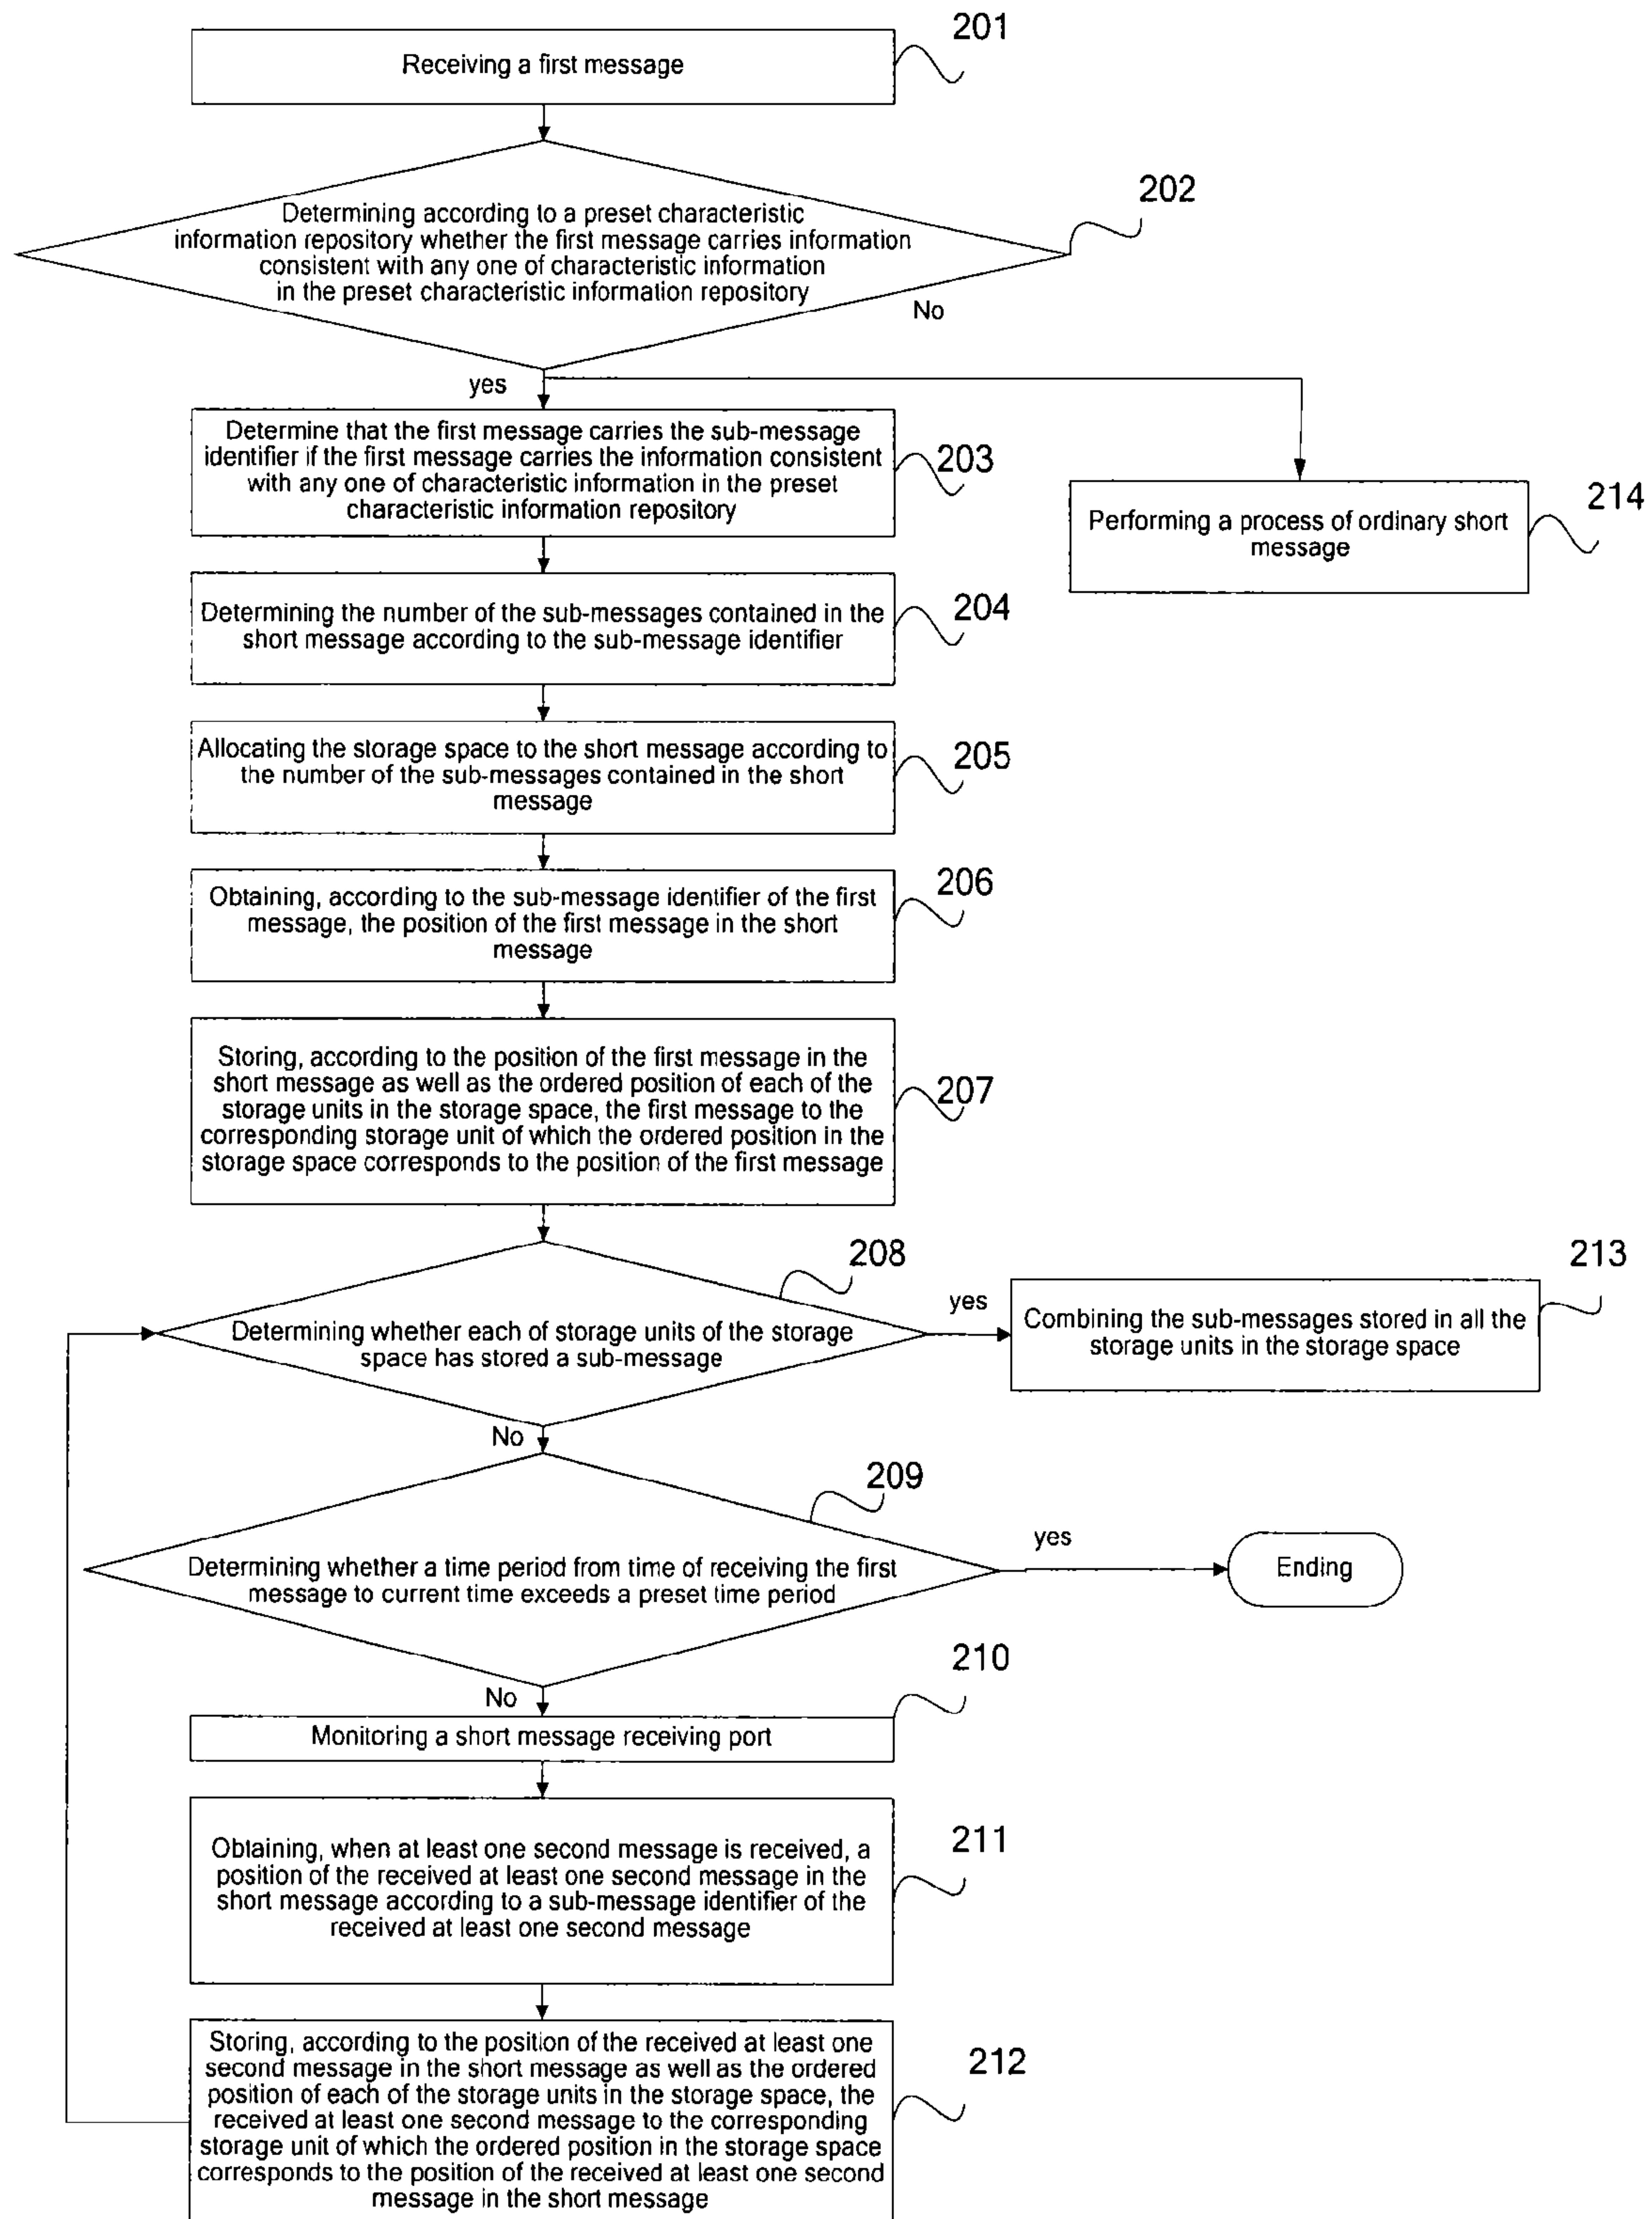 201
Receiving a first message
202
Determining according to a preset characteristic
information repository whether the first message carries information
consistent with any one of characteristic information
in the preset characteristic information repository
No
yes
Determine that the first message carries the sub-message
identifier if the first message carries the information consistent
with any one of characteristic information in the preset
characteristic information repository
203
214
Performing a process of ordinary short
message
Determining the number of the sub-messages contained in the
short message according to the sub-message identifier
204
Allocating the storage space to the short message according to
the number of the sub-messages contained in the short
message
205
Obtaining, according to the sub-message identifier of the first
message, the position of the first message in the short
message
206
Storing, according to the position of the first message in the
short message as well as the ordered position of each of the
storage units in the storage space, the first message to the
corresponding storage unit of which the ordered position in the
storage space corresponds to the position of the first message
207
208
Determining whether each of storage units of the storage
space has stored a sub-message
yes
213
Combining the sub-messages stored in all the
storage units in the storage space
No
209
Determining whether a time period from time of receiving the first
message to current time exceeds a preset time period
yes
Ending
No
210
Monitoring a short message receiving port
Obtaining, when at least one second message is received, a
position of the received at least one second message in the
short message according to a sub-message identifier of the
received at least one second message
211
Storing, according to the position of the received at least one
second message in the short message as well as the ordered
position of each of the storage units in the storage space, the
received at least one second message to the corresponding
storage unit of which the ordered position in the storage space
corresponds to the position of the received at least one second
message in the short message
212